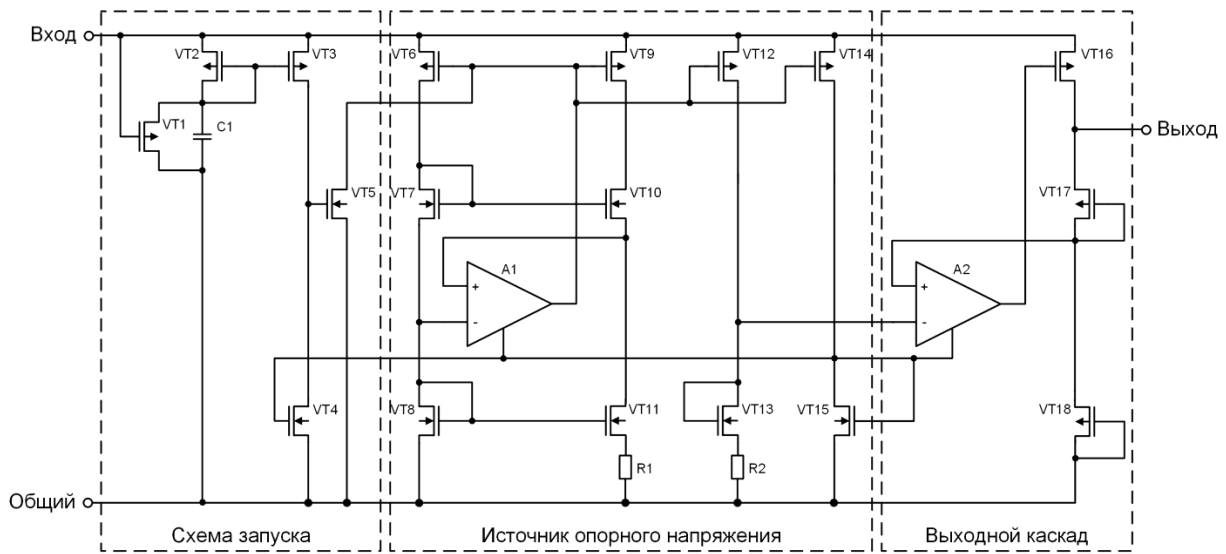 Вход
VT2
VT3
VT6
VT9
VT12
VT14
VT16
VT1
C1
Выход
VT5
VT7
VT10
VT17
A1
A2
+
-
+
-
VT4
VT8
VT11
VT13
VT15
VT18
R1
R2
Общий
Схема запуска
Источник опорного напряжения
Выходной каскад